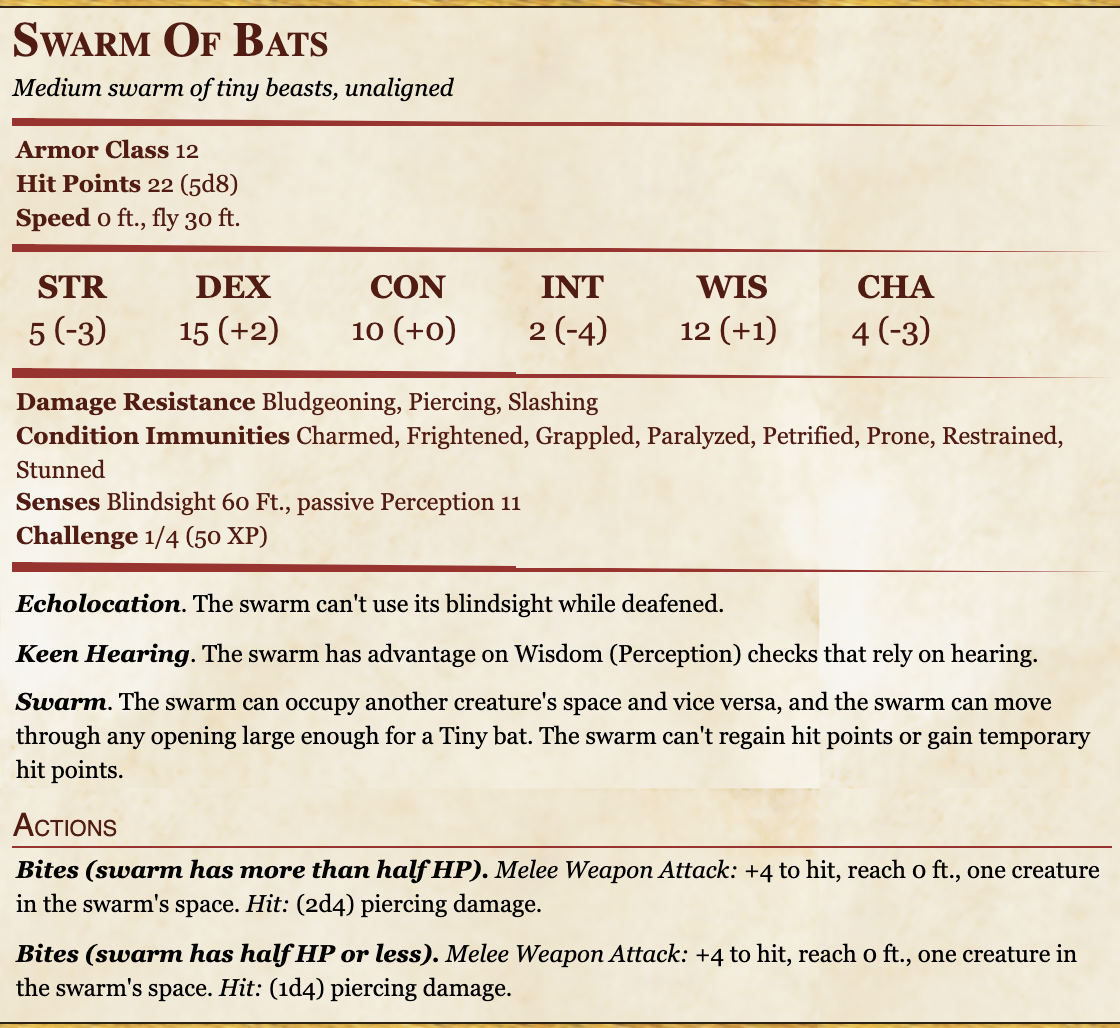 Swarm Of Bats
Medium swarm of tiny beasts, unaligned
Armor Class 12
Hit Points 22 (5d8)
Speed 0 ft., fly 30 ft.
STR DEX CON INT WIS CHA
5 (-3) 15 (+2) 10 (+0) 2 (-4) 12 (+1) 4 (-3)
Damage Resistance Bludgeoning, Piercing, Slashing
Condition Immunities Charmed, Frightened, Grappled, Paralyzed, Petrified, Prone, Restrained,
Stunned
Senses Blindsight 60 Ft., passive Perception 11
Challenge 1/4 (50 XP)
Echolocation. The swarm can't use its blindsight while deafened.
Keen Hearing. The swarm has advantage on Wisdom (Perception) checks that rely on hearing.
Swarm. The swarm can occupy another creature's space and vice versa, and the swarm can move
through any opening large enough for a Tiny bat. The swarm can't regain hit points or gain temporary
hit points.
Actions
Bites (swarm has more than half HP). Melee Weapon Attack: +4 to hit, reach 0 ft., one creature
in the swarm's space. Hit: (2d4) piercing damage.
Bites (swarm has half HP or less). Melee Weapon Attack: +4 to hit, reach 0 ft., one creature in
the swarm's space. Hit: (1d4) piercing damage.